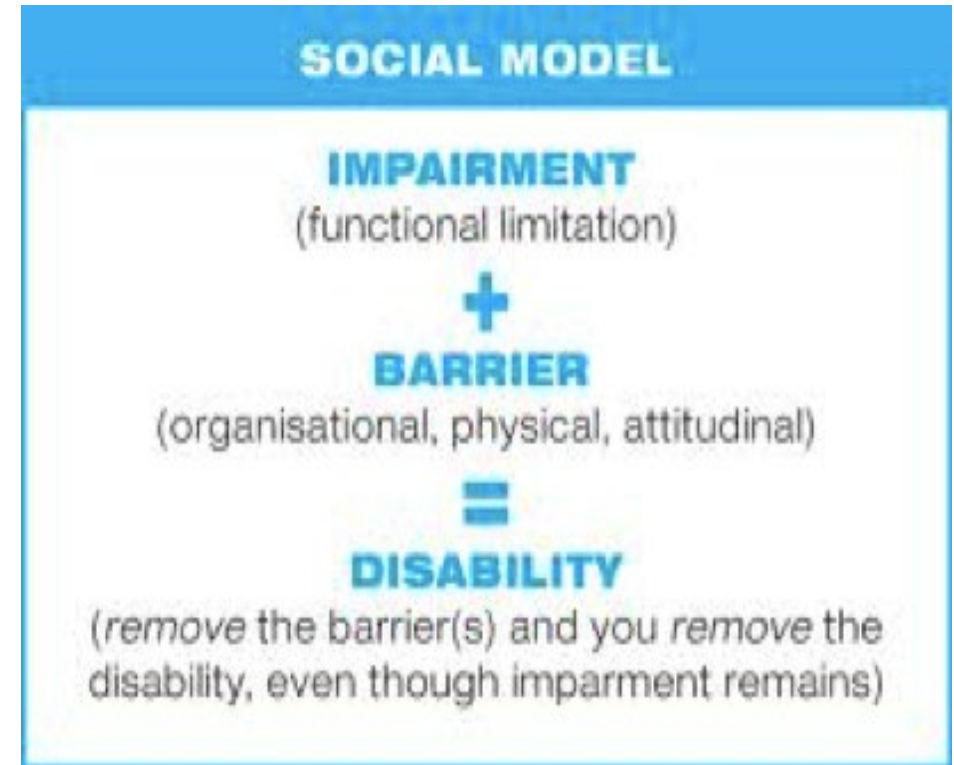 SOCIAL MODEL
IMPAIRMENT
(functional limitation)
+
BARRIER
(organisational, physical, attitudinal)
=
DISABILITY
(remove the barrier(s) and you remove the
disability, even though imparment remains)